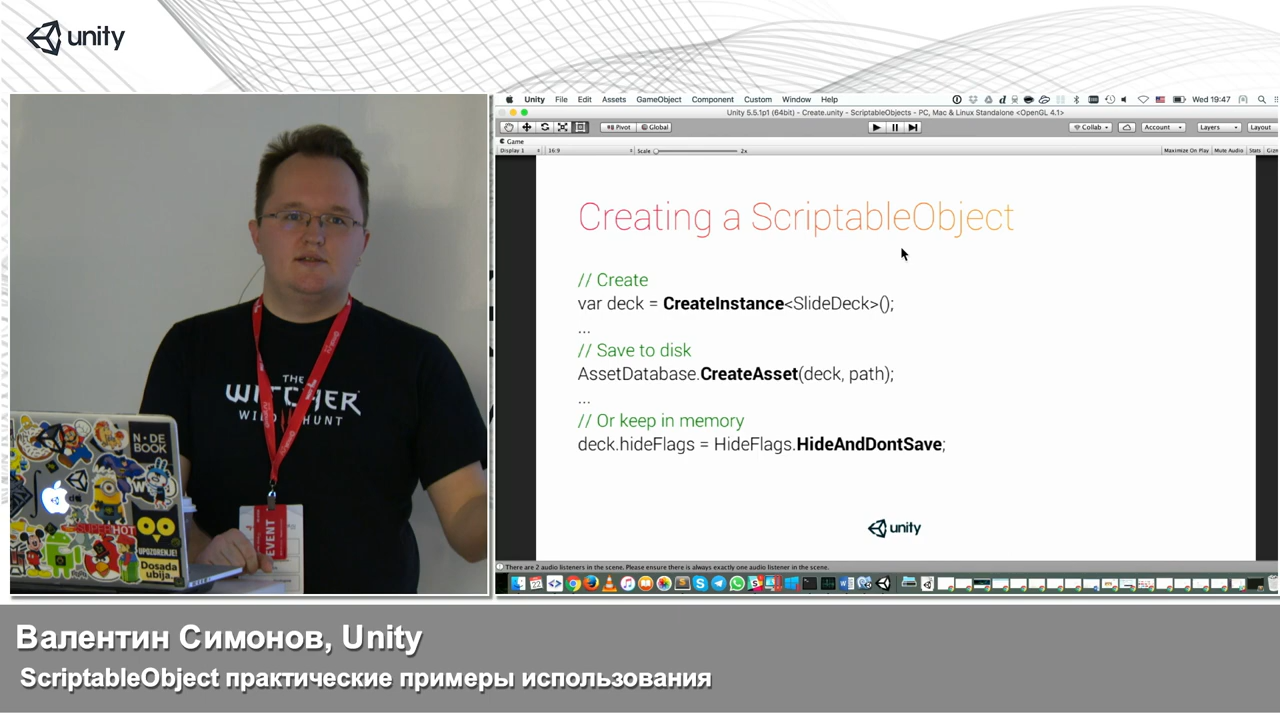 unity
Unity File Edit Assets GameObject Component Custom Window Help
Wed 19:47
Unity 5.5.1p1 (64bit) - Create.unity - ScriptableObjects - PC, Mac & Linux Standalone <OpenGL 4.1>
Pivot Global
Collab Account Layers Layout
Game
Display 1 16:9 Scale 2x Maximize On Play Mute Audio Stats
Creating a ScriptableObject
// Create
var deck = CreateInstance<SlideDeck>();
...
// Save to disk
AssetDatabase.CreateAsset(deck, path);
...
// Or keep in memory
deck.hideFlags = HideFlags.HideAndDontSave;
unity
There are 2 audio listeners in the scene. Please ensure there is always exactly one audio listener in the scene.
THE
WITCHER
WILD HUNT
EVENT
SUPERHOT
UPOZORENJE!
Dosada
ubija.
Валентин Симонов, Unity
ScriptableObject практические примеры использования